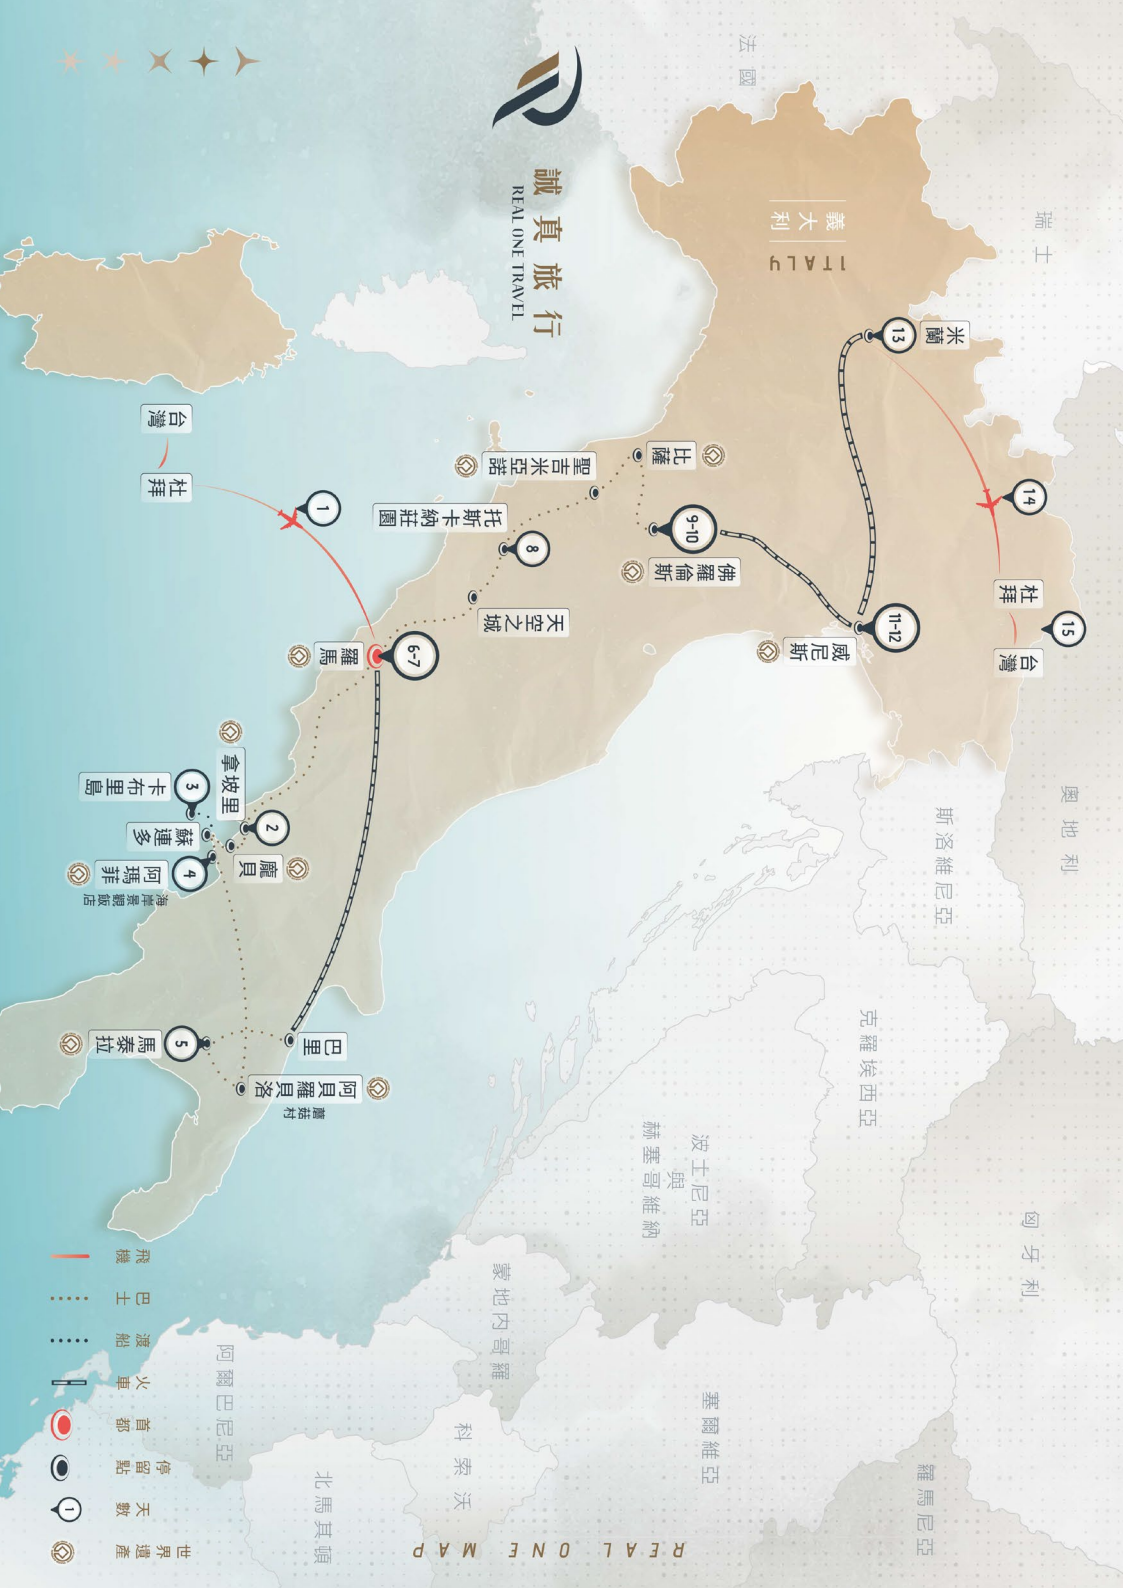 誠真旅行
REAL ONE TRAVEL
法國
瑞士
義大利
ITALY
13
米蘭
14
杜拜
15
台灣
台灣
杜拜
1
比薩
聖吉米亞諾
托斯卡納莊園
8
9-10
佛羅倫斯
天空之城
11-12
威尼斯
羅馬
6-7
奧地利
斯洛維尼亞
克羅埃西亞
匈牙利
拿坡里
2
卡布里島
3
蘇連多
龐貝
阿瑪菲
4
海岸景觀飯店
馬泰拉
5
巴里
阿貝羅貝洛
蘑菇村
波士尼亞
與
赫塞哥維納
蒙地內哥羅
塞爾維亞
羅馬尼亞
阿爾巴尼亞
科索沃
北馬其頓
飛機
巴士
渡船
火車
首都
停留點
1
天數
世界遺產
REAL ONE MAP